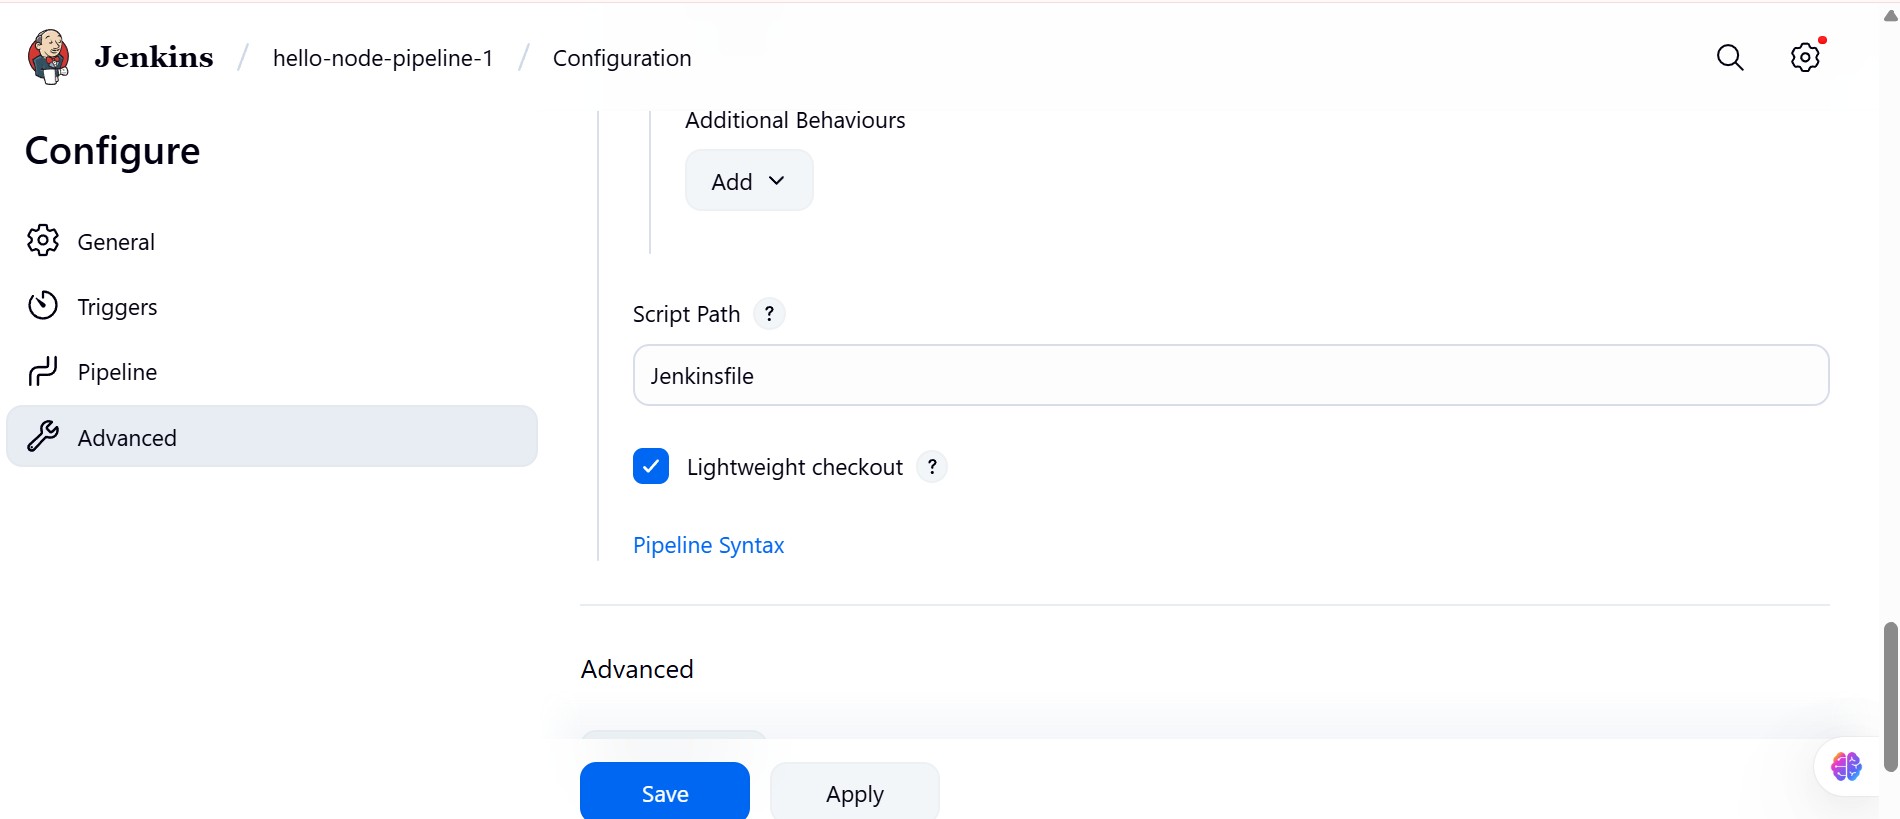 Jenkins / hello-node-pipeline-1 / Configuration
Configure
General
Triggers
Pipeline
Advanced
Additional Behaviours
Add
Script Path ?
Jenkinsfile
Lightweight checkout ?
Pipeline Syntax
Advanced
Save Apply